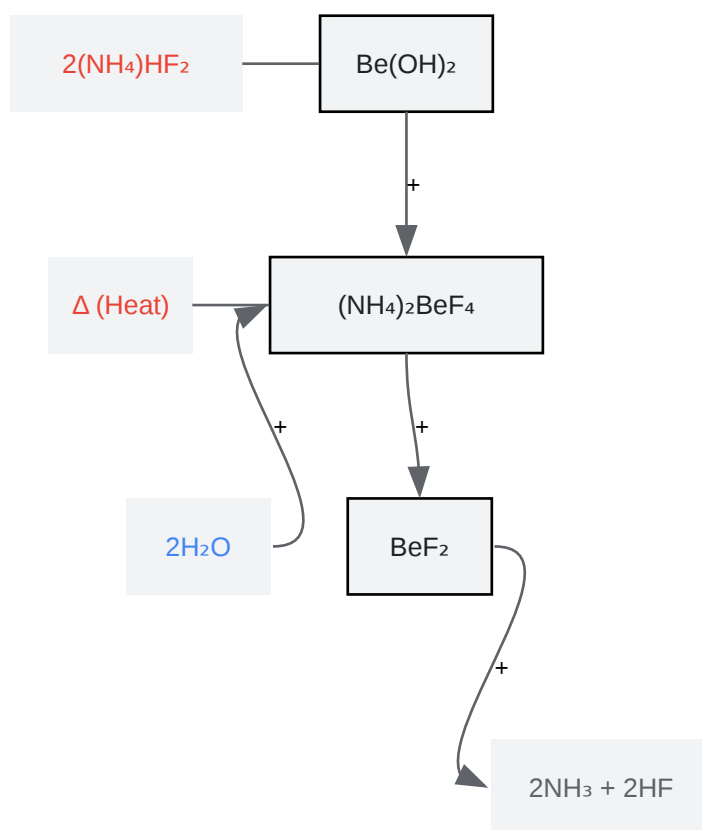 2(NH₄)HF₂
Be(OH)₂
+
Δ (Heat)
(NH₄)₂BeF₄
+
+
2H₂O
BeF₂
+
2NH₃ + 2HF